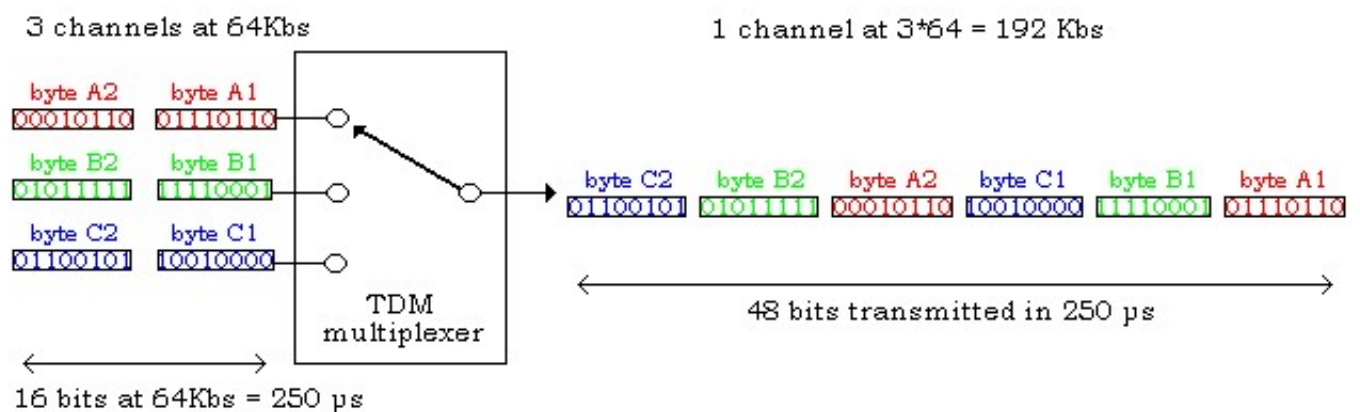 3 channels at 64Kbs
1 channel at 3*64 = 192 Kbs
byte A2 byte A1
00010110 01110110
byte B2 byte B1
01011111 11110001
byte C2 byte C1
01100101 10010000
TDM
multiplexer
16 bits at 64Kbs = 250 µs
byte C2 byte B2 byte A2 byte C1 byte B1 byte A1
01100101 01011111 00010110 10010000 11110001 01110110
48 bits transmitted in 250 µs